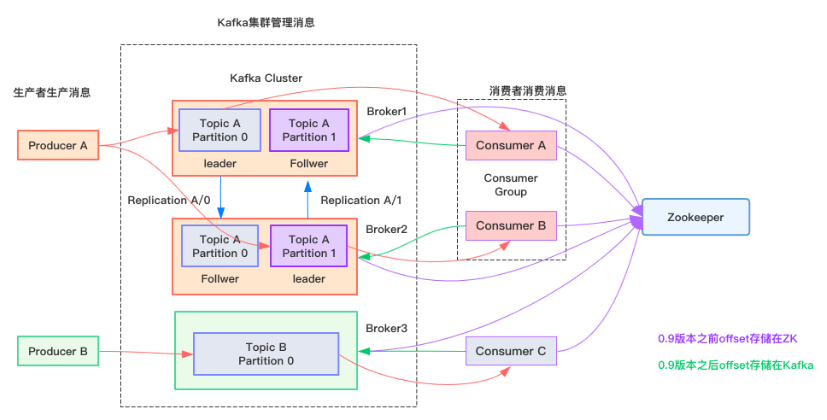 Kafka集群管理消息
生产者生产消息
Kafka Cluster
消费者消费消息
Broker1
Topic A
Partition 0
Topic A
Partition 1
Producer A
Consumer A
leader
Follwer
Consumer
Group
Replication A/0
Replication A/1
Zookeeper
Broker2
Consumer B
Topic A
Partition 0
Topic A
Partition 1
Follwer
leader
Broker3
Producer B
Topic B
Partition 0
Consumer C
0.9版本之前offset存储在ZK
0.9版本之后offset存储在Kafka